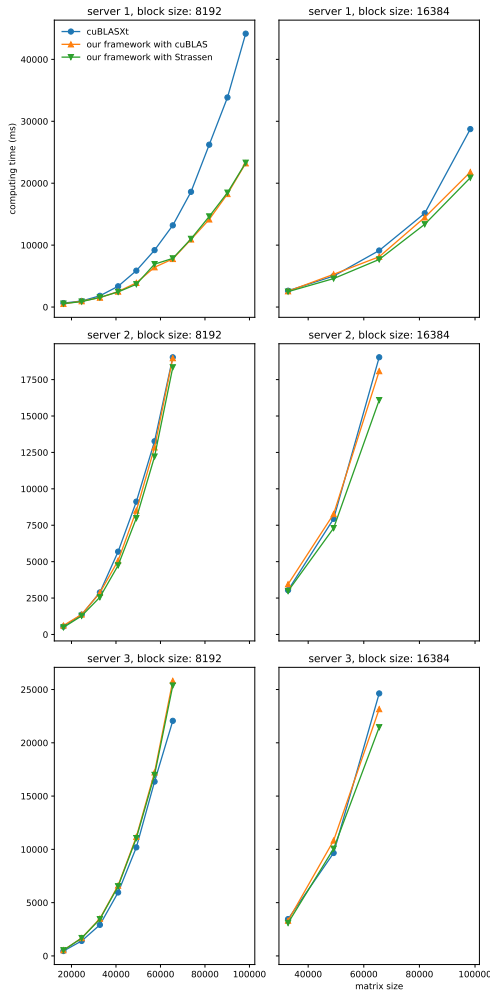 server 1, block size: 8192
server 1, block size: 16384
cuBLASXt
our framework with cuBLAS
our framework with Strassen
computing time (ms)
40000
30000
20000
10000
0
server 2, block size: 8192
server 2, block size: 16384
17500
15000
12500
10000
7500
5000
2500
0
server 3, block size: 8192
server 3, block size: 16384
25000
20000
15000
10000
5000
0
20000 40000 60000 80000 100000
40000 60000 80000 100000
matrix size